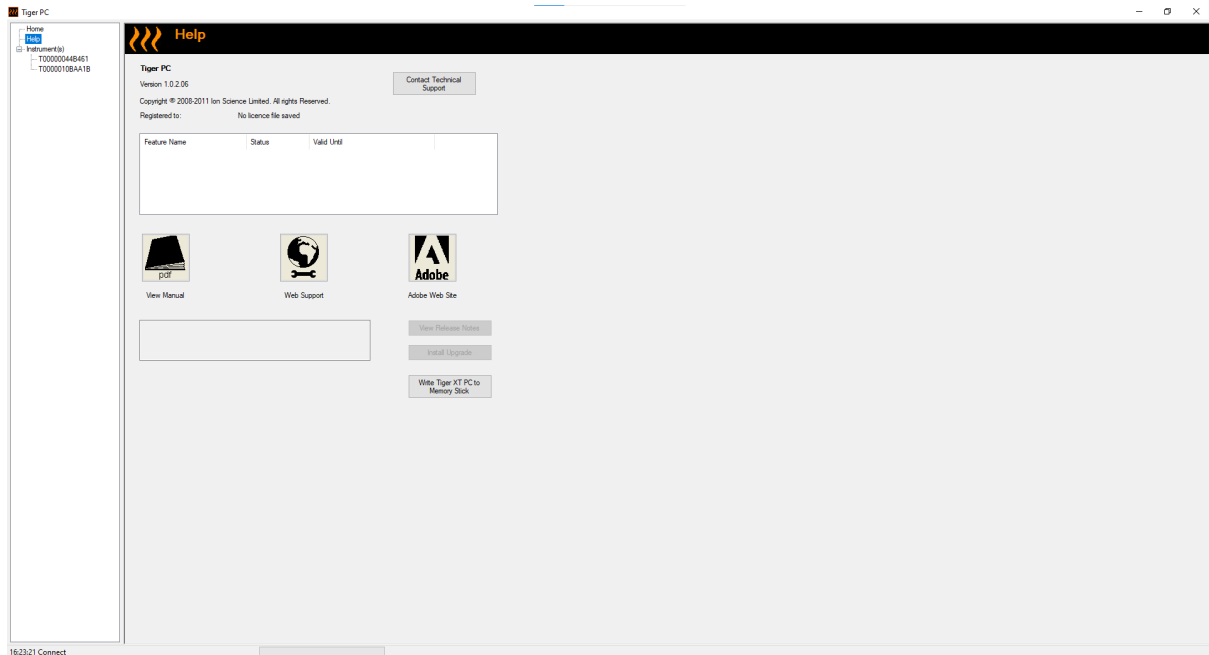 Tiger PC
Home
Help
Instrument(s)
T00000044B461
T0000010BAA1B
Help
Tiger PC
Version 1.0.2.06
Contact Technical
Support
Copyright © 2008-2011 Ion Science Limited. All rights Reserved.
Registered to: No licence file saved
Feature Name Status Valid Until
pdf
Adobe
View Manual Web Support Adobe Web Site
View Release Notes
Install Upgrade
Write Tiger XT PC to
Memory Stick
16:23:21 Connect